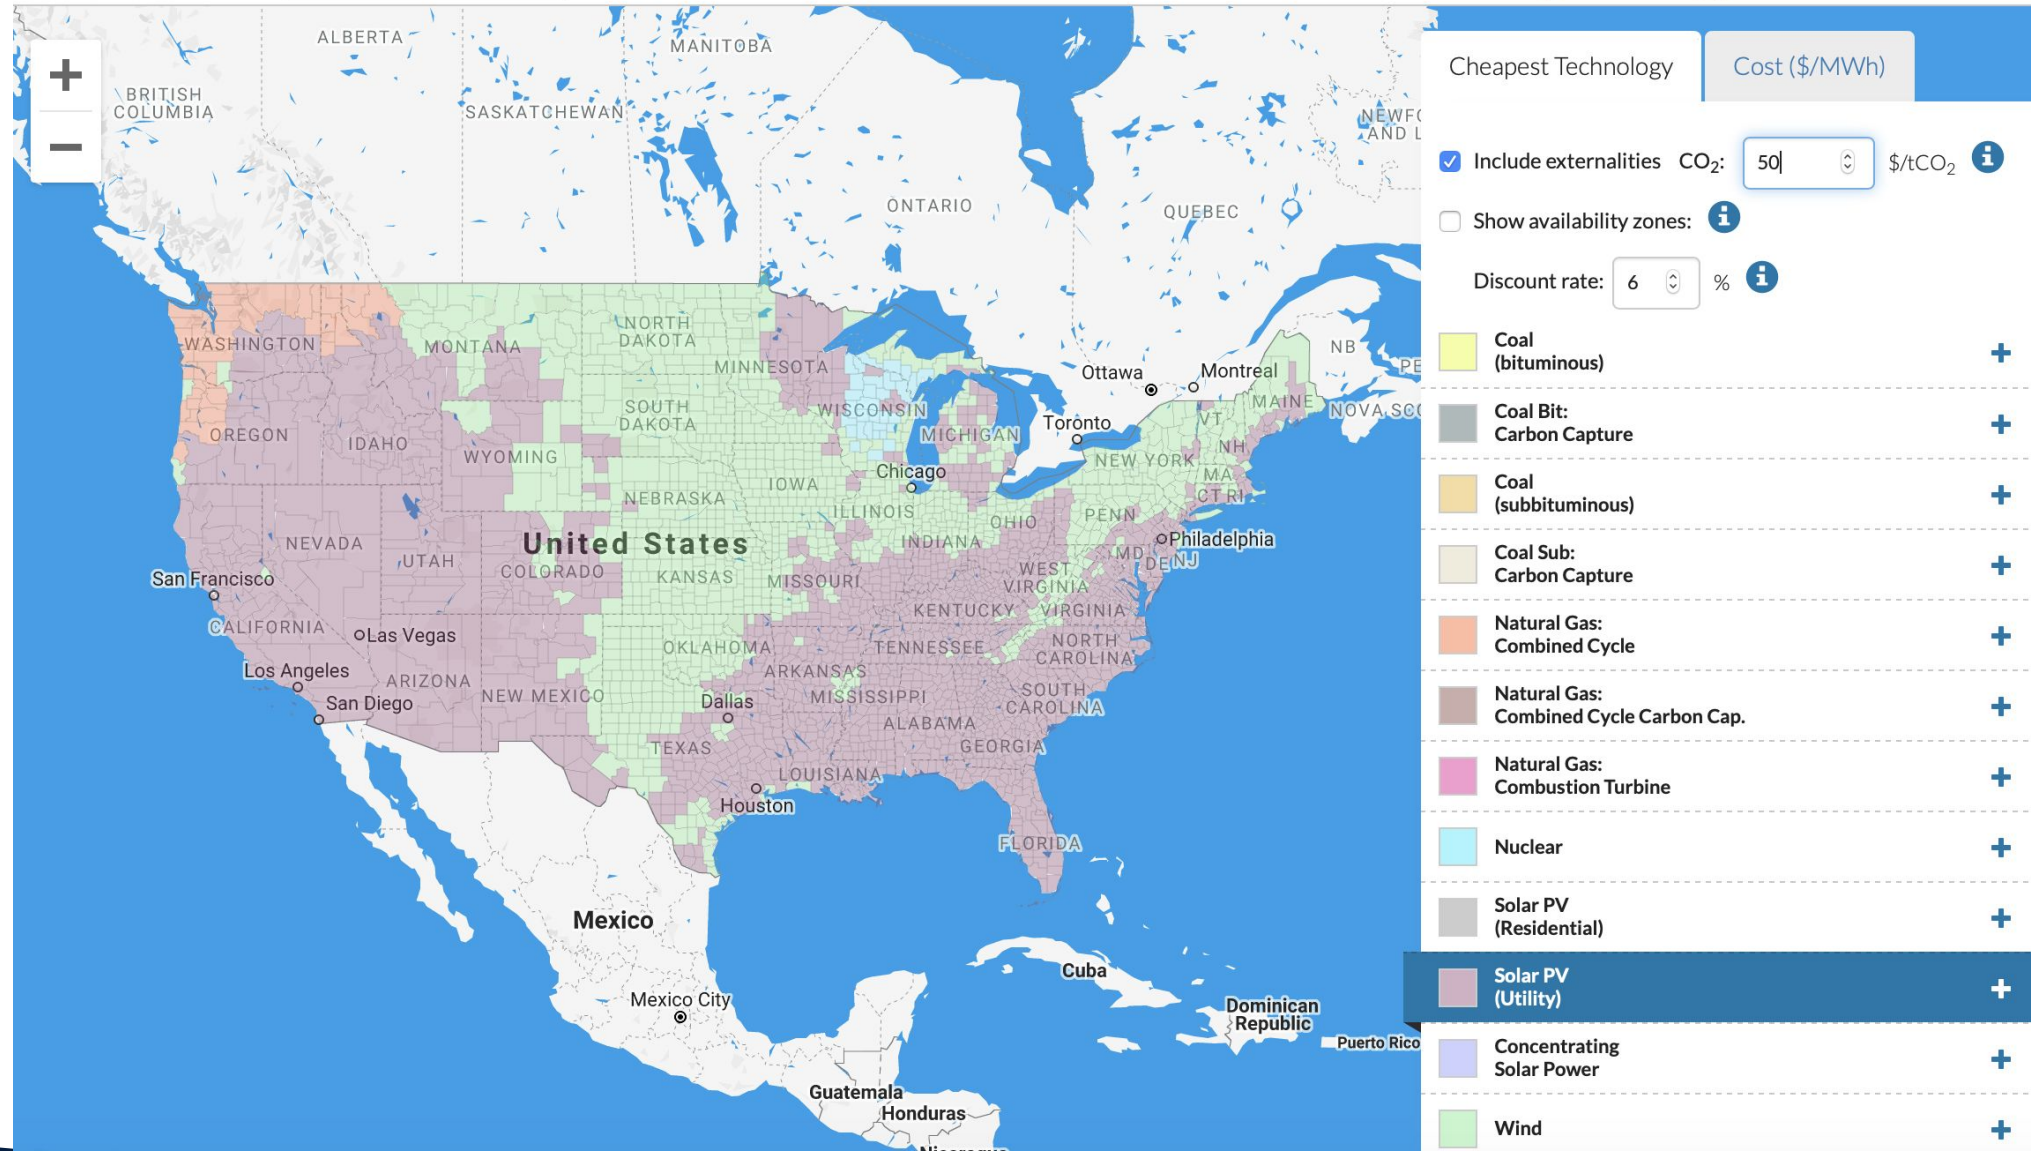 ALBERTA
MANITOBA
BRITISH
COLUMBIA
SASKATCHEWAN
NEWFO
AND L
ONTARIO
QUEBEC
WASHINGTON
MONTANA
NORTH
DAKOTA
MINNESOTA
NB
PE
Ottawa
Montreal
SOUTH
DAKOTA
WISCONSIN
MAINE
NOVA SCO
VT
Toronto
OREGON
IDAHO
MICHIGAN
NH
WYOMING
NEW YORK
Chicago
MA
IOWA
NEBRASKA
CT RI
ILLINOIS
OHIO
PENN
NEVADA
United States
INDIANA
Philadelphia
UTAH
COLORADO
MD
DE NJ
San Francisco
KANSAS
MISSOURI
WEST
VIRGINIA
KENTUCKY
VIRGINIA
CALIFORNIA
Las Vegas
OKLAHOMA
TENNESSEE
NORTH
CAROLINA
Los Angeles
ARIZONA
ARKANSAS
NEW MEXICO
MISSISSIPPI
SOUTH
CAROLINA
San Diego
Dallas
ALABAMA
TEXAS
GEORGIA
LOUISIANA
Houston
FLORIDA
Mexico
Cuba
Mexico City
Dominican
Republic
Puerto Rico
Guatemala
Honduras
Nicaragua
Cheapest Technology
Cost ($/MWh)
Include externalities CO₂: 50 $/tCO₂
Show availability zones:
Discount rate: 6 %
Coal
(bituminous)
Coal Bit:
Carbon Capture
Coal
(subbituminous)
Coal Sub:
Carbon Capture
Natural Gas:
Combined Cycle
Natural Gas:
Combined Cycle Carbon Cap.
Natural Gas:
Combustion Turbine
Nuclear
Solar PV
(Residential)
Solar PV
(Utility)
Concentrating
Solar Power
Wind